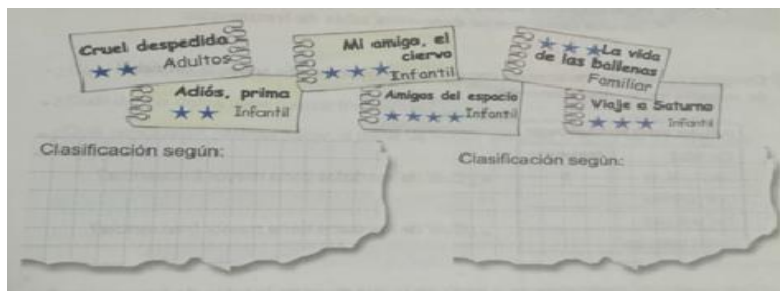 Cruel despedida
Adultos
Mi amigo, el
ciervo
Infantil
La vida
de las ballenas
Familiar
Adiós, prima
Infantil
Amigos del espacio
Infantil
Viaje a Saturno
Infantil
Clasificación según:
Clasificación según: